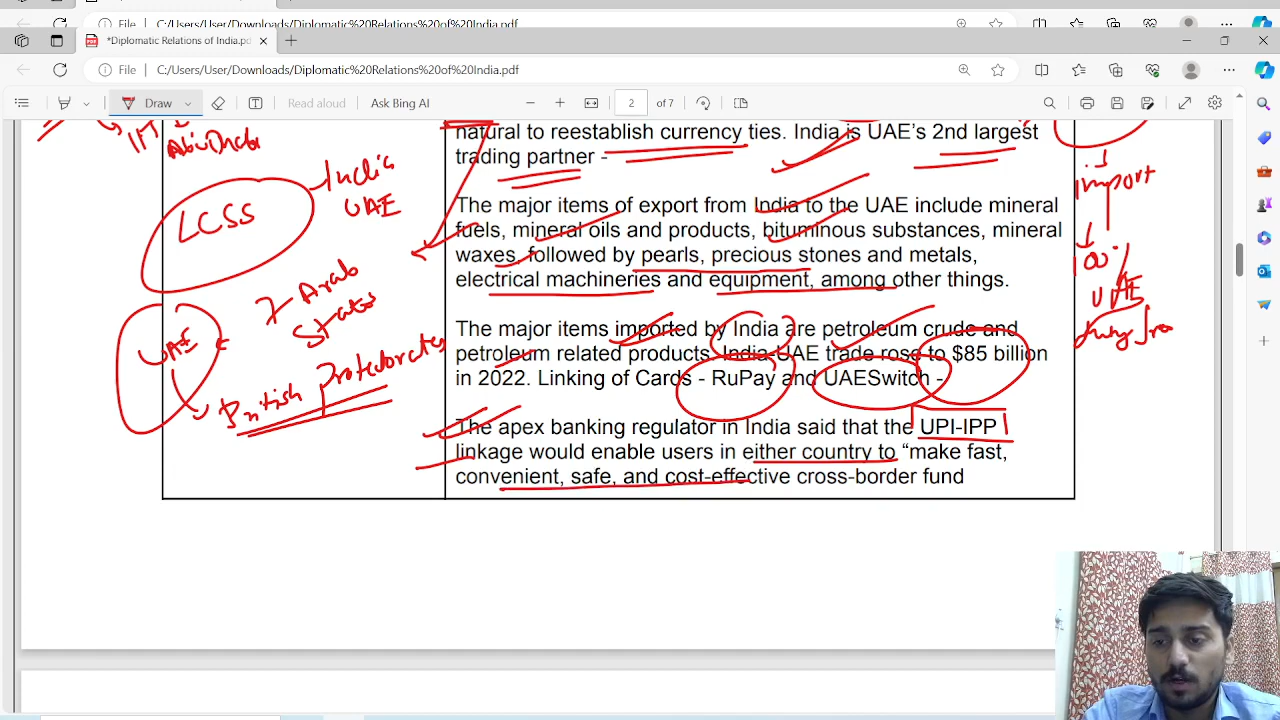 C:/Users/User/Downloads/Diplomatic%20Relations%20of%20India.pdf
*Diplomatic Relations of India.pd
File C:/Users/User/Downloads/Diplomatic%20Relations%20of%20India.pdf
Draw Read aloud Ask Bing AI 2 of 7
natural to reestablish currency ties. India is UAE's 2nd largest
trading partner -
The major items of export from India to the UAE include mineral
fuels, mineral oils and products, bituminous substances, mineral
waxes, followed by pearls, precious stones and metals,
electrical machineries and equipment, among other things.
The major items imported by India are petroleum crude and
petroleum related products. India-UAE trade rose to $85 billion
in 2022. Linking of Cards - RuPay and UAESwitch -
The apex banking regulator in India said that the UPI-IPP
linkage would enable users in either country to “make fast,
convenient, safe, and cost-effective cross-border fund
IIT
Abu Dhabi
LCSS
India
UAE
7 Arab
States
UAE
British Protectorates
import
100%
UAE
duty free